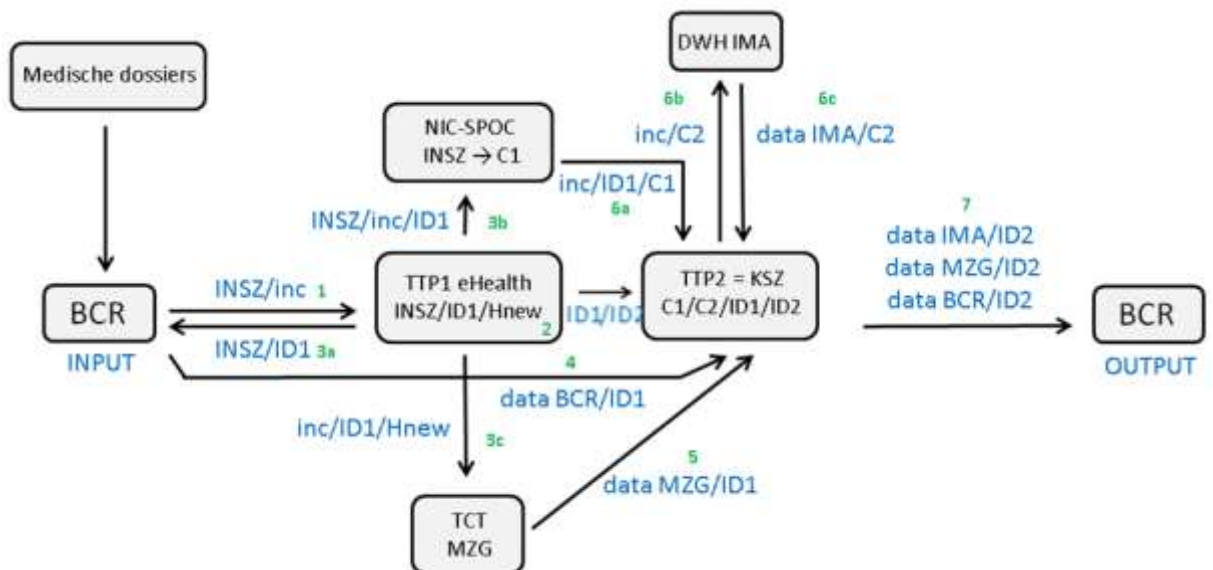 DWH IMA
Medische dossiers
6b
6c
NIC-SPOC
INSZ → C1
inc/C2
data IMA/C2
inc/ID1/C1
6a
7
INSZ/inc/ID1
3b
data IMA/ID2
data MZG/ID2
data BCR/ID2
TTP1 eHealth
INSZ/ID1/Hnew
2
TTP2 = KSZ
C1/C2/ID1/ID2
BCR
INPUT
INSZ/inc 1
ID1/ID2
INSZ/ID1 3a
BCR
OUTPUT
4
data BCR/ID1
inc/ID1/Hnew
3c
5
data MZG/ID1
TCT
MZG